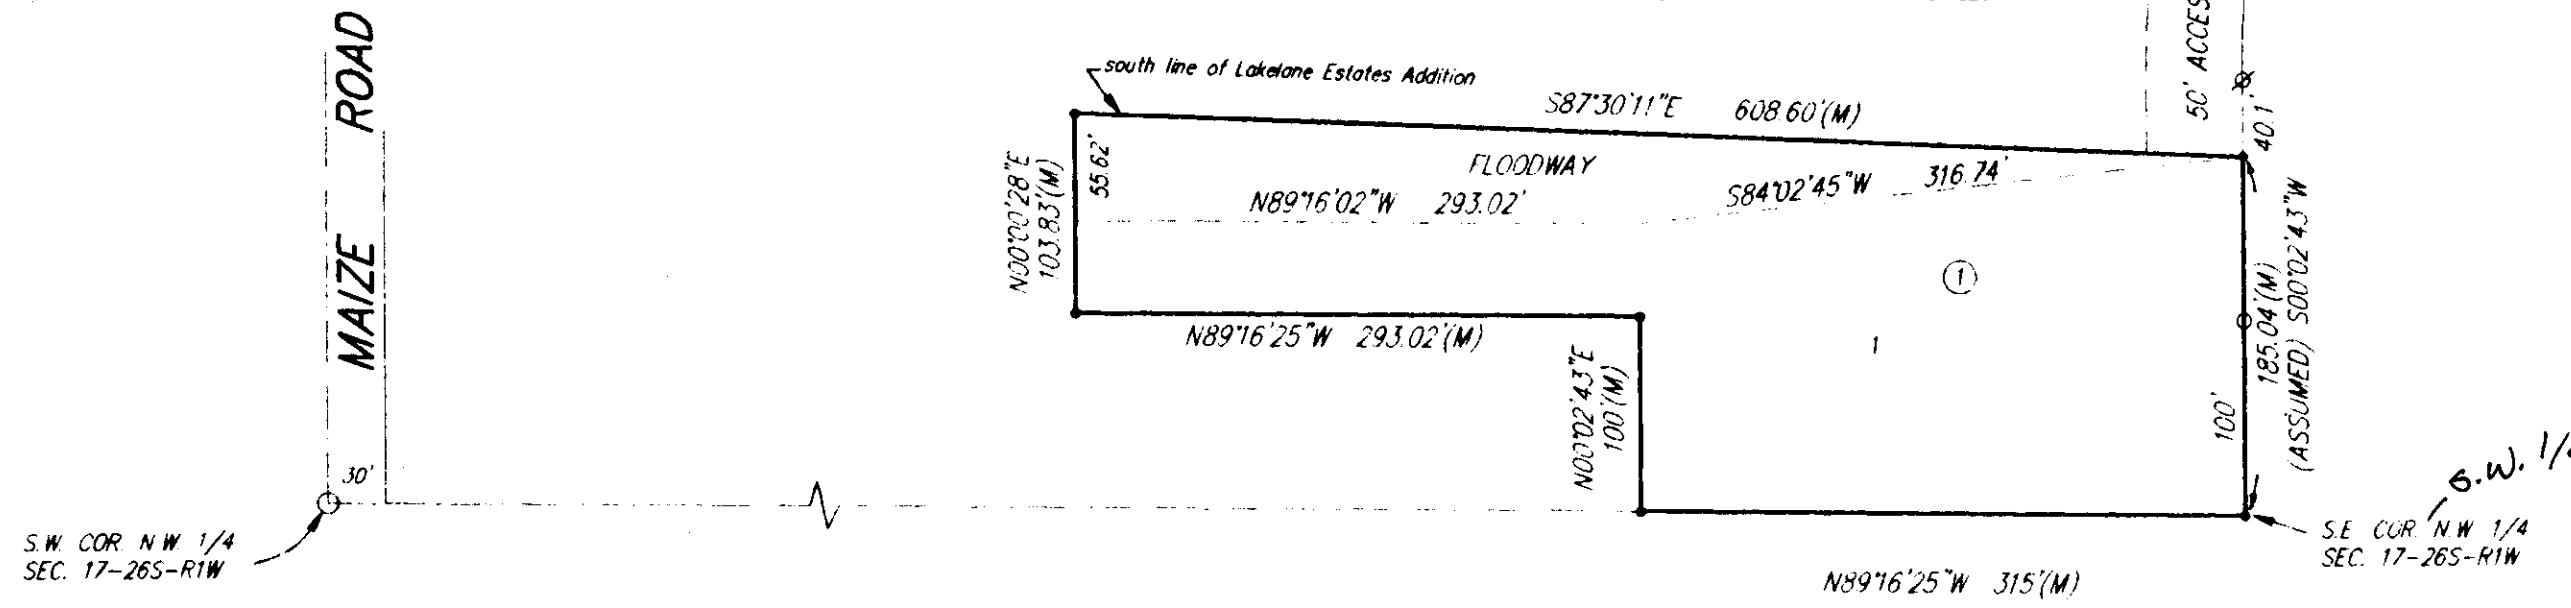 MAIZE ROAD
50' ACCES
south line of Lakelane Estates Addition
S87°30'11"E 608.60'(M)
40.1'
FLOODWAY
55.62'
N00°00'28"E
103.83'(M)
N89°16'02"W 293.02'
S84°02'45"W 316.74'
1
N89°16'25"W 293.02'(M)
1
185.04'(M)
(ASSUMED) S00°02'43"W
N00°02'43"E
100'(M)
100'
30'
S.W. 1/4
S.W. COR. N.W. 1/4
SEC. 17-26S-R1W
S.E. COR. N.W. 1/4
SEC. 17-26S-R1W
N89°16'25"W 315'(M)